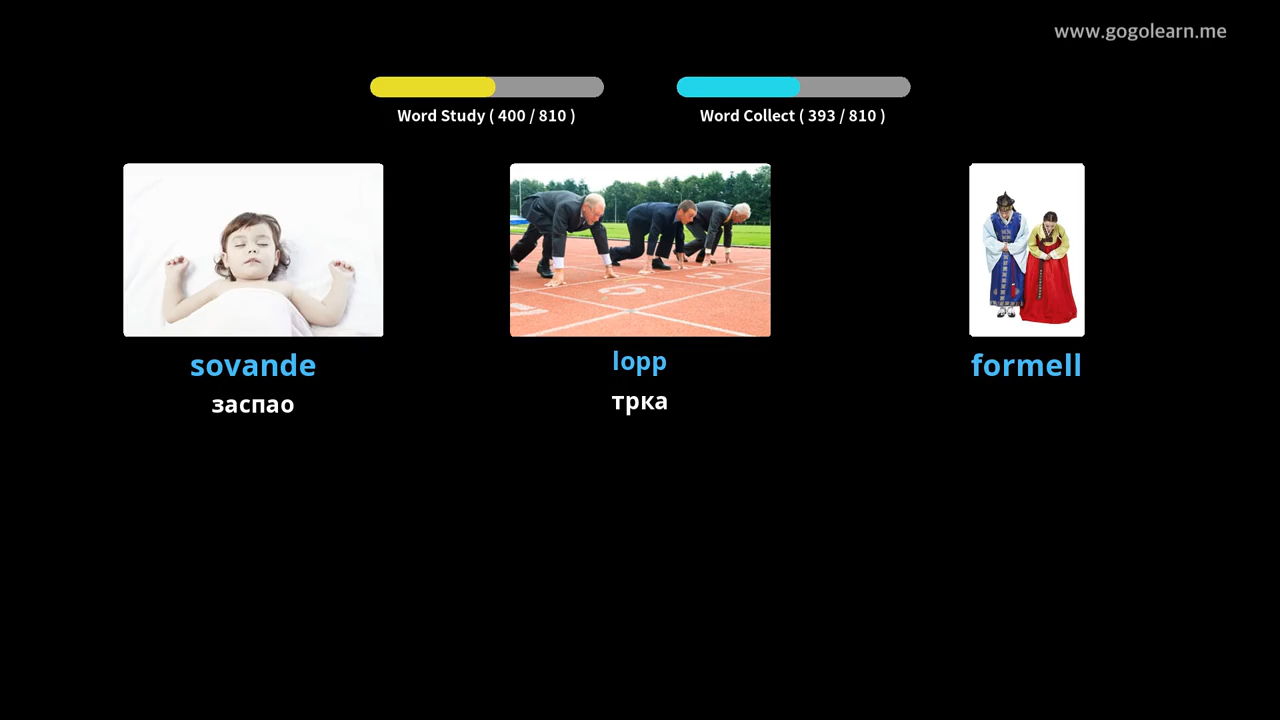 www.gogolearn.me
Word Study ( 400 / 810 )
Word Collect ( 393 / 810 )
sovande
lopp
formell
заспао
трка